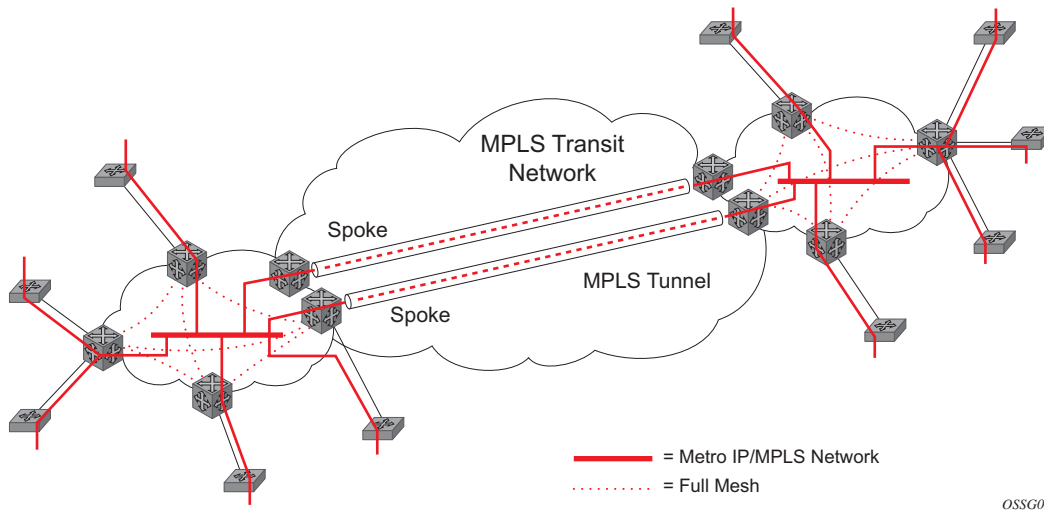 MPLS Transit
Network
Spoke
MPLS Tunnel
Spoke
= Metro IP/MPLS Network
= Full Mesh
OSSG0